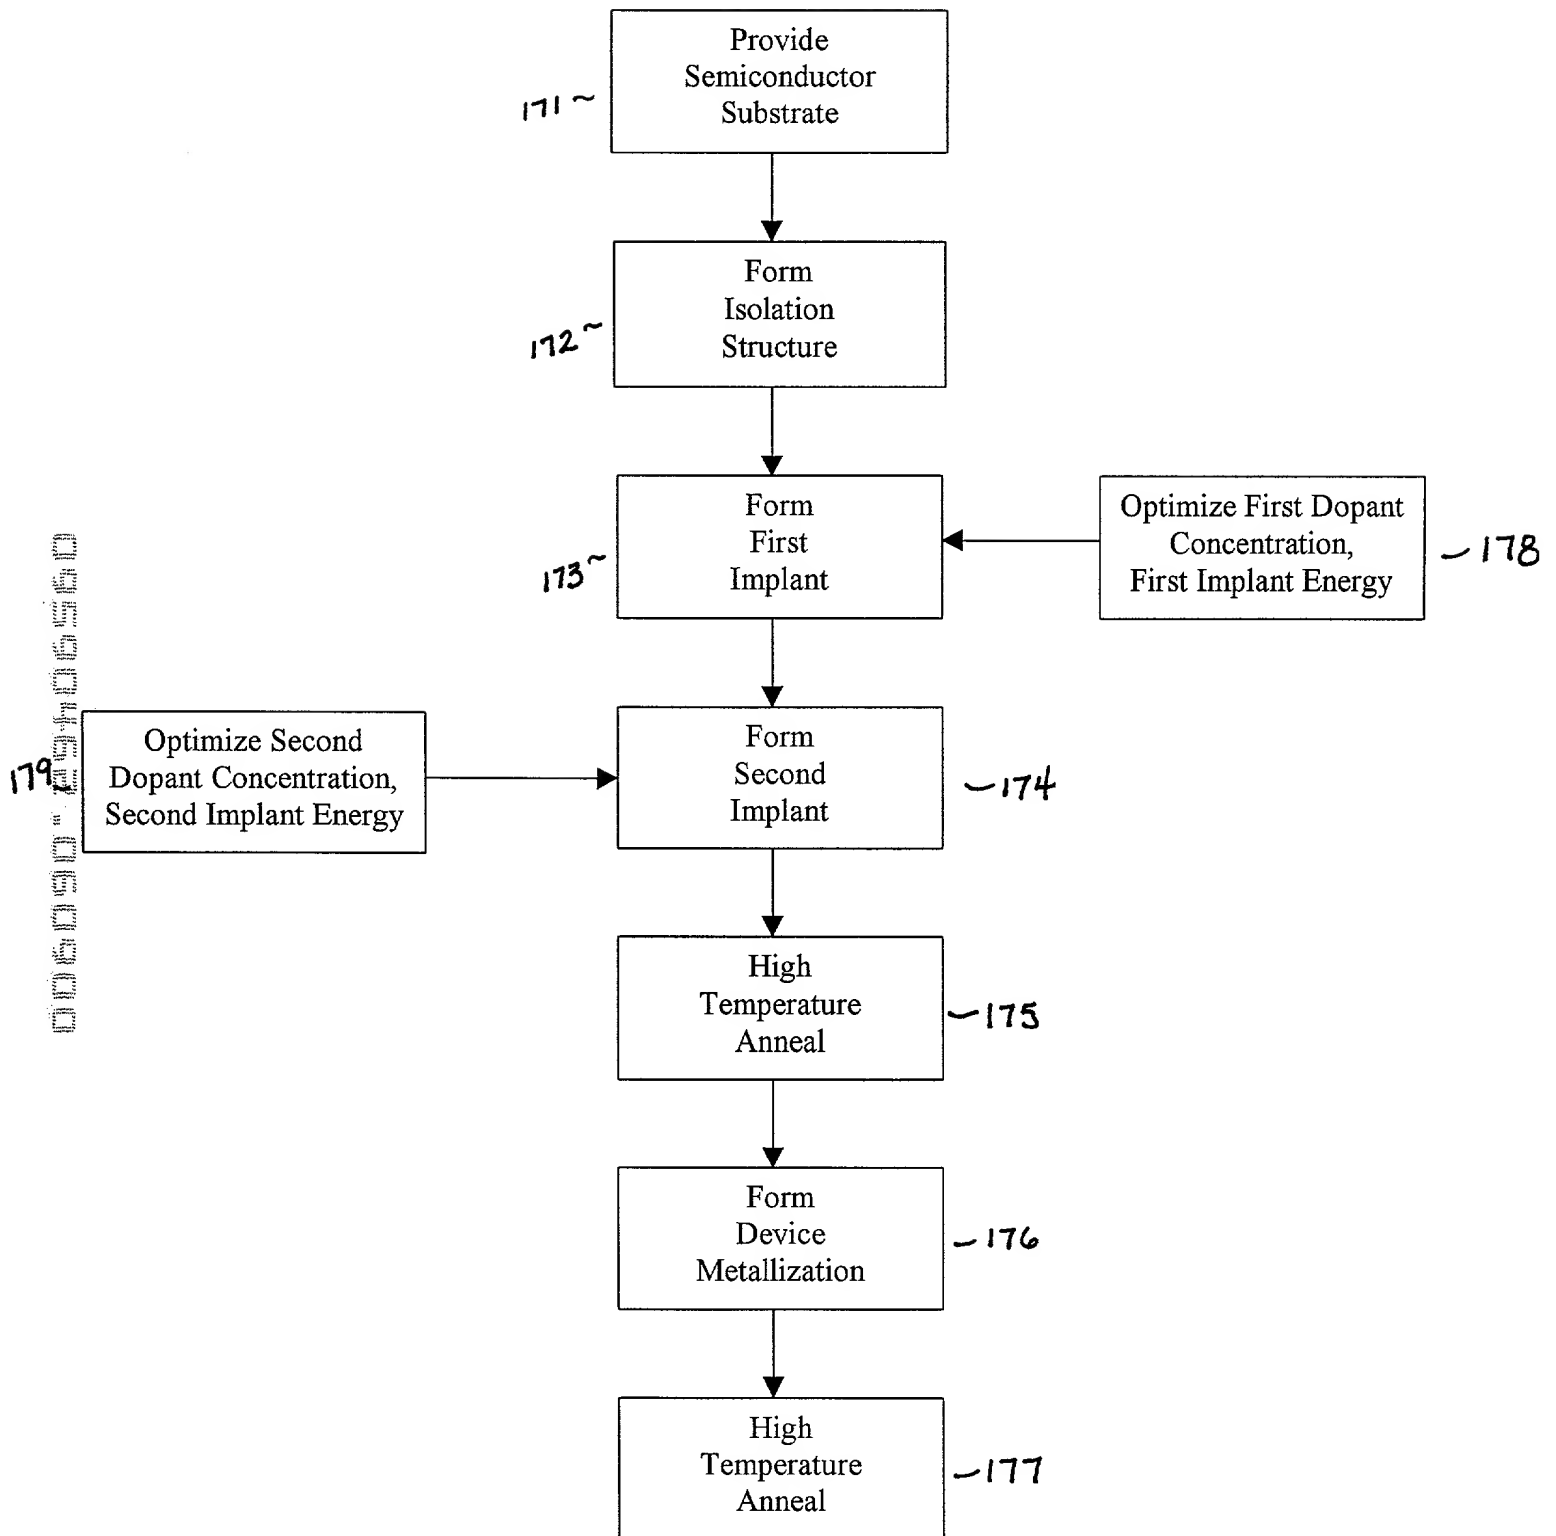 Provide
Semiconductor
Substrate
171
Form
Isolation
Structure
172
Form
First
Implant
173
Optimize First Dopant
Concentration,
First Implant Energy
178
Optimize Second
Dopant Concentration,
Second Implant Energy
179
Form
Second
Implant
174
High
Temperature
Anneal
175
Form
Device
Metallization
176
High
Temperature
Anneal
177